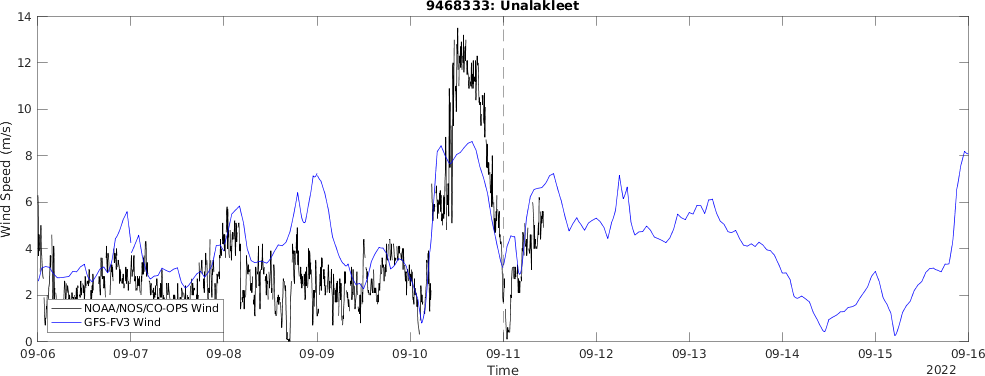 9468333: Unalakleet
14
12
10
8
6
4
2
0
Wind Speed (m/s)
NOAA/NOS/CO-OPS Wind
GFS-FV3 Wind
09-06 09-07 09-08 09-09 09-10 09-11 09-12 09-13 09-14 09-15 09-16
Time
2022